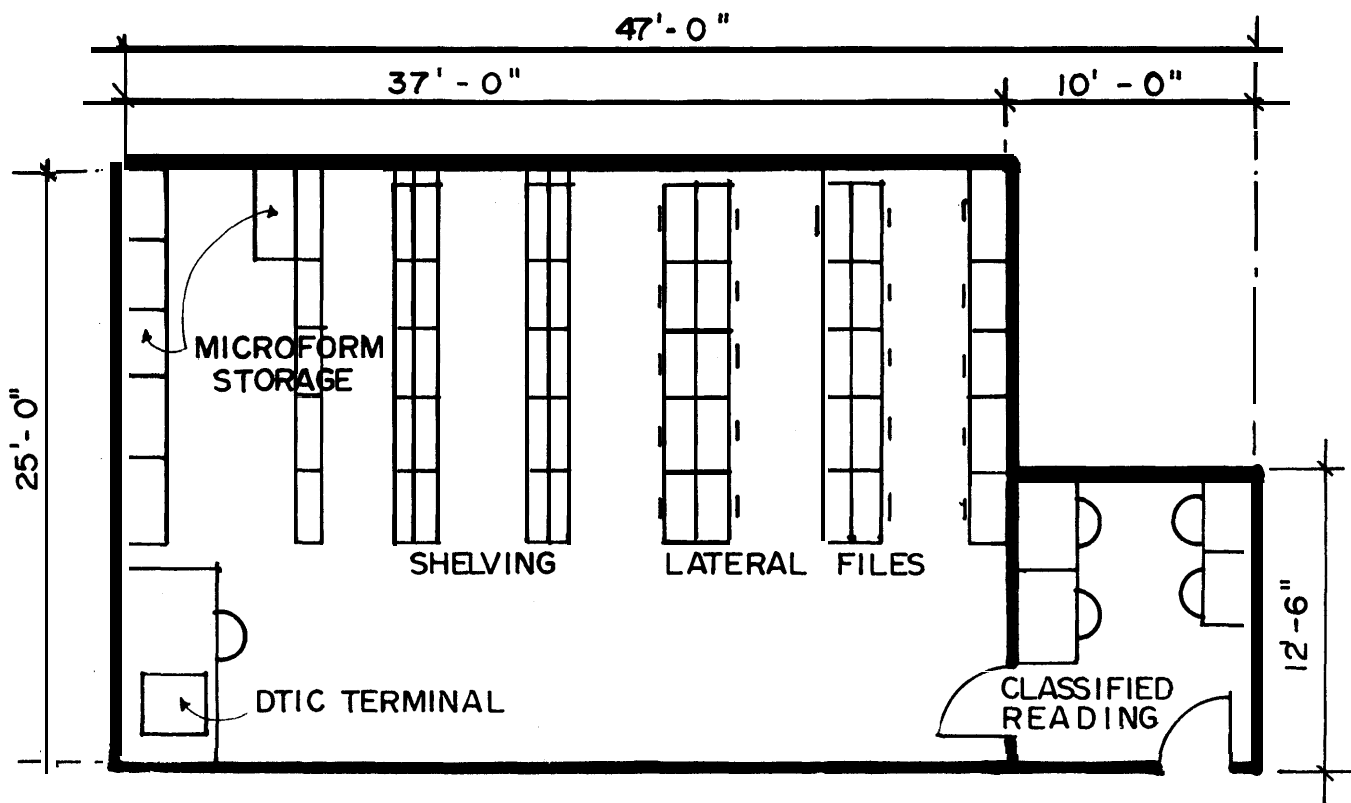 47'-0"
37'-0"
10'-0"
25'-0"
MICROFORM
STORAGE
SHELVING
LATERAL FILES
12'-6"
DTIC TERMINAL
CLASSIFIED
READING